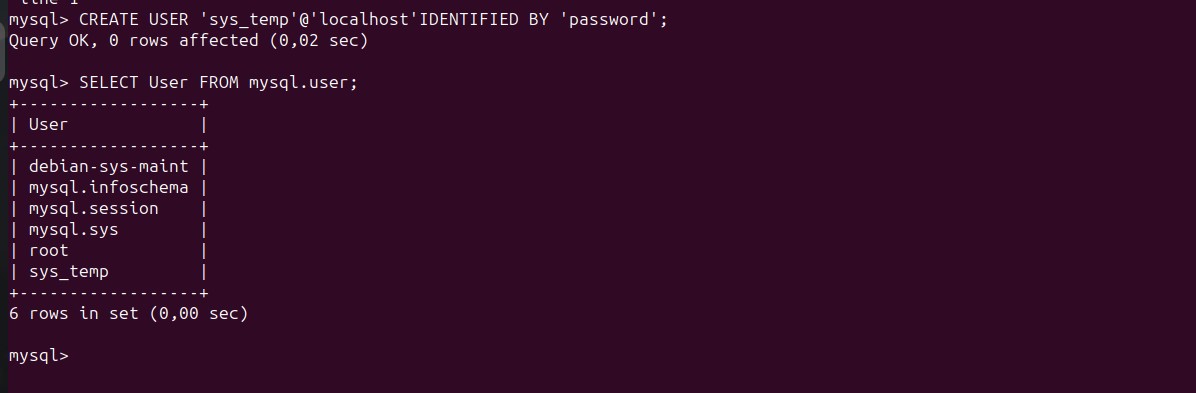 mysql> CREATE USER 'sys_temp'@'localhost'IDENTIFIED BY 'password';
Query OK, 0 rows affected (0,02 sec)
mysql> SELECT User FROM mysql.user;
+------------------+
| User             |
+------------------+
| debian-sys-maint |
| mysql.infoschema |
| mysql.session    |
| mysql.sys        |
| root             |
| sys_temp         |
+------------------+
6 rows in set (0,00 sec)
mysql>